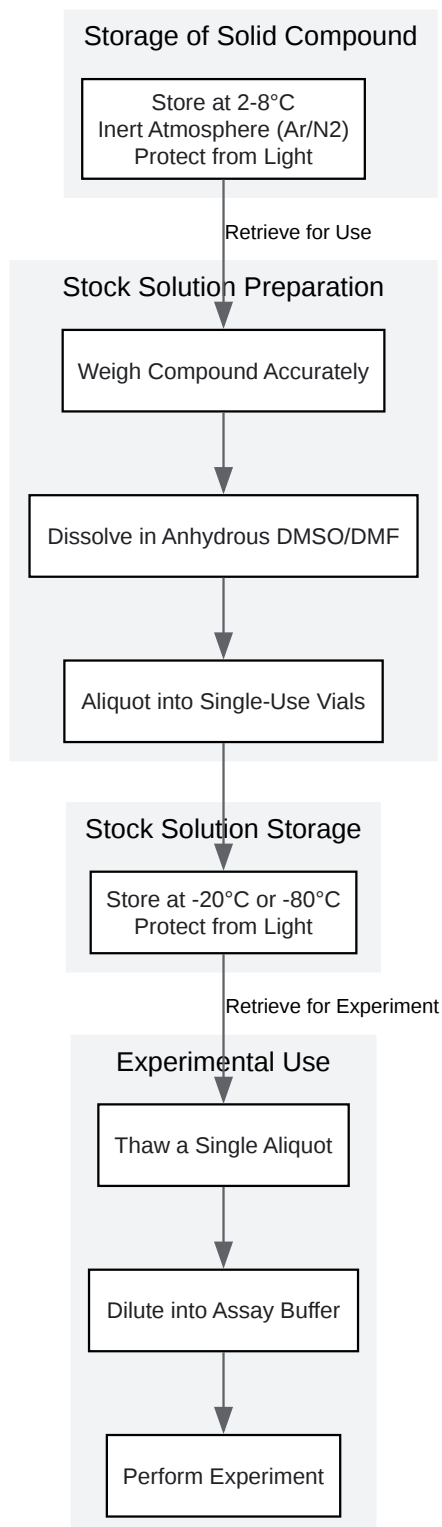 Storage of Solid Compound
Store at 2-8°C
Inert Atmosphere (Ar/N2)
Protect from Light
Retrieve for Use
Stock Solution Preparation
Weigh Compound Accurately
Dissolve in Anhydrous DMSO/DMF
Aliquot into Single-Use Vials
Stock Solution Storage
Store at -20°C or -80°C
Protect from Light
Retrieve for Experiment
Experimental Use
Thaw a Single Aliquot
Dilute into Assay Buffer
Perform Experiment